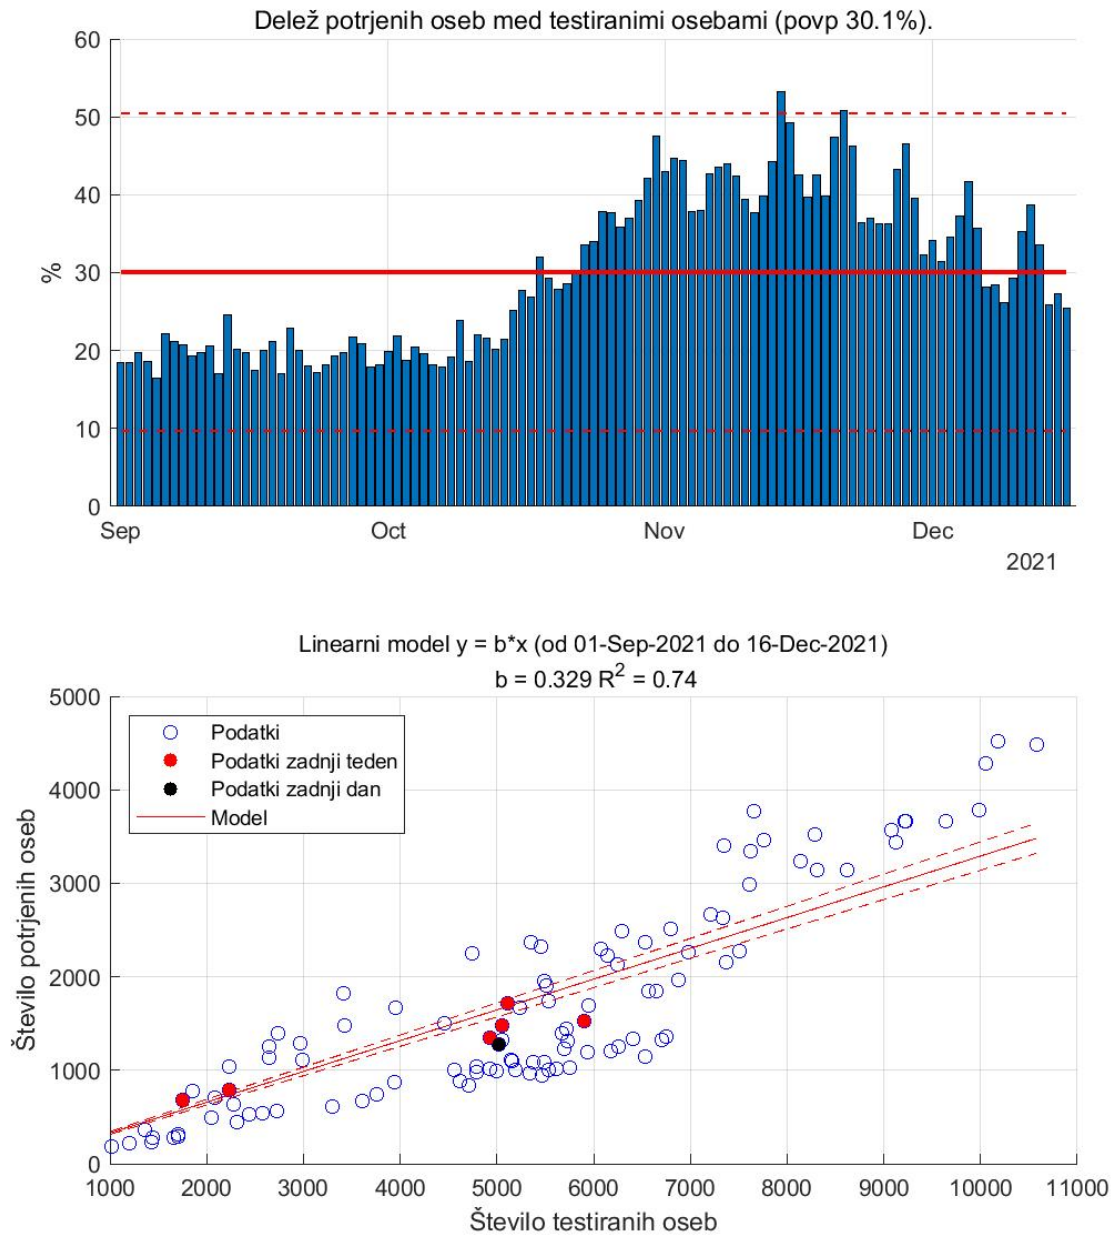 Delež potrjenih oseb med testiranimi osebami (povp 30.1%).
60
50
40
30
20
10
0
%
Sep Oct Nov Dec
2021
Linearni model y = b*x (od 01-Sep-2021 do 16-Dec-2021)
b = 0.329 R² = 0.74
5000
4000
3000
2000
1000
0
Število potrjenih oseb
Podatki
Podatki zadnji teden
Podatki zadnji dan
Model
1000 2000 3000 4000 5000 6000 7000 8000 9000 10000 11000
Število testiranih oseb